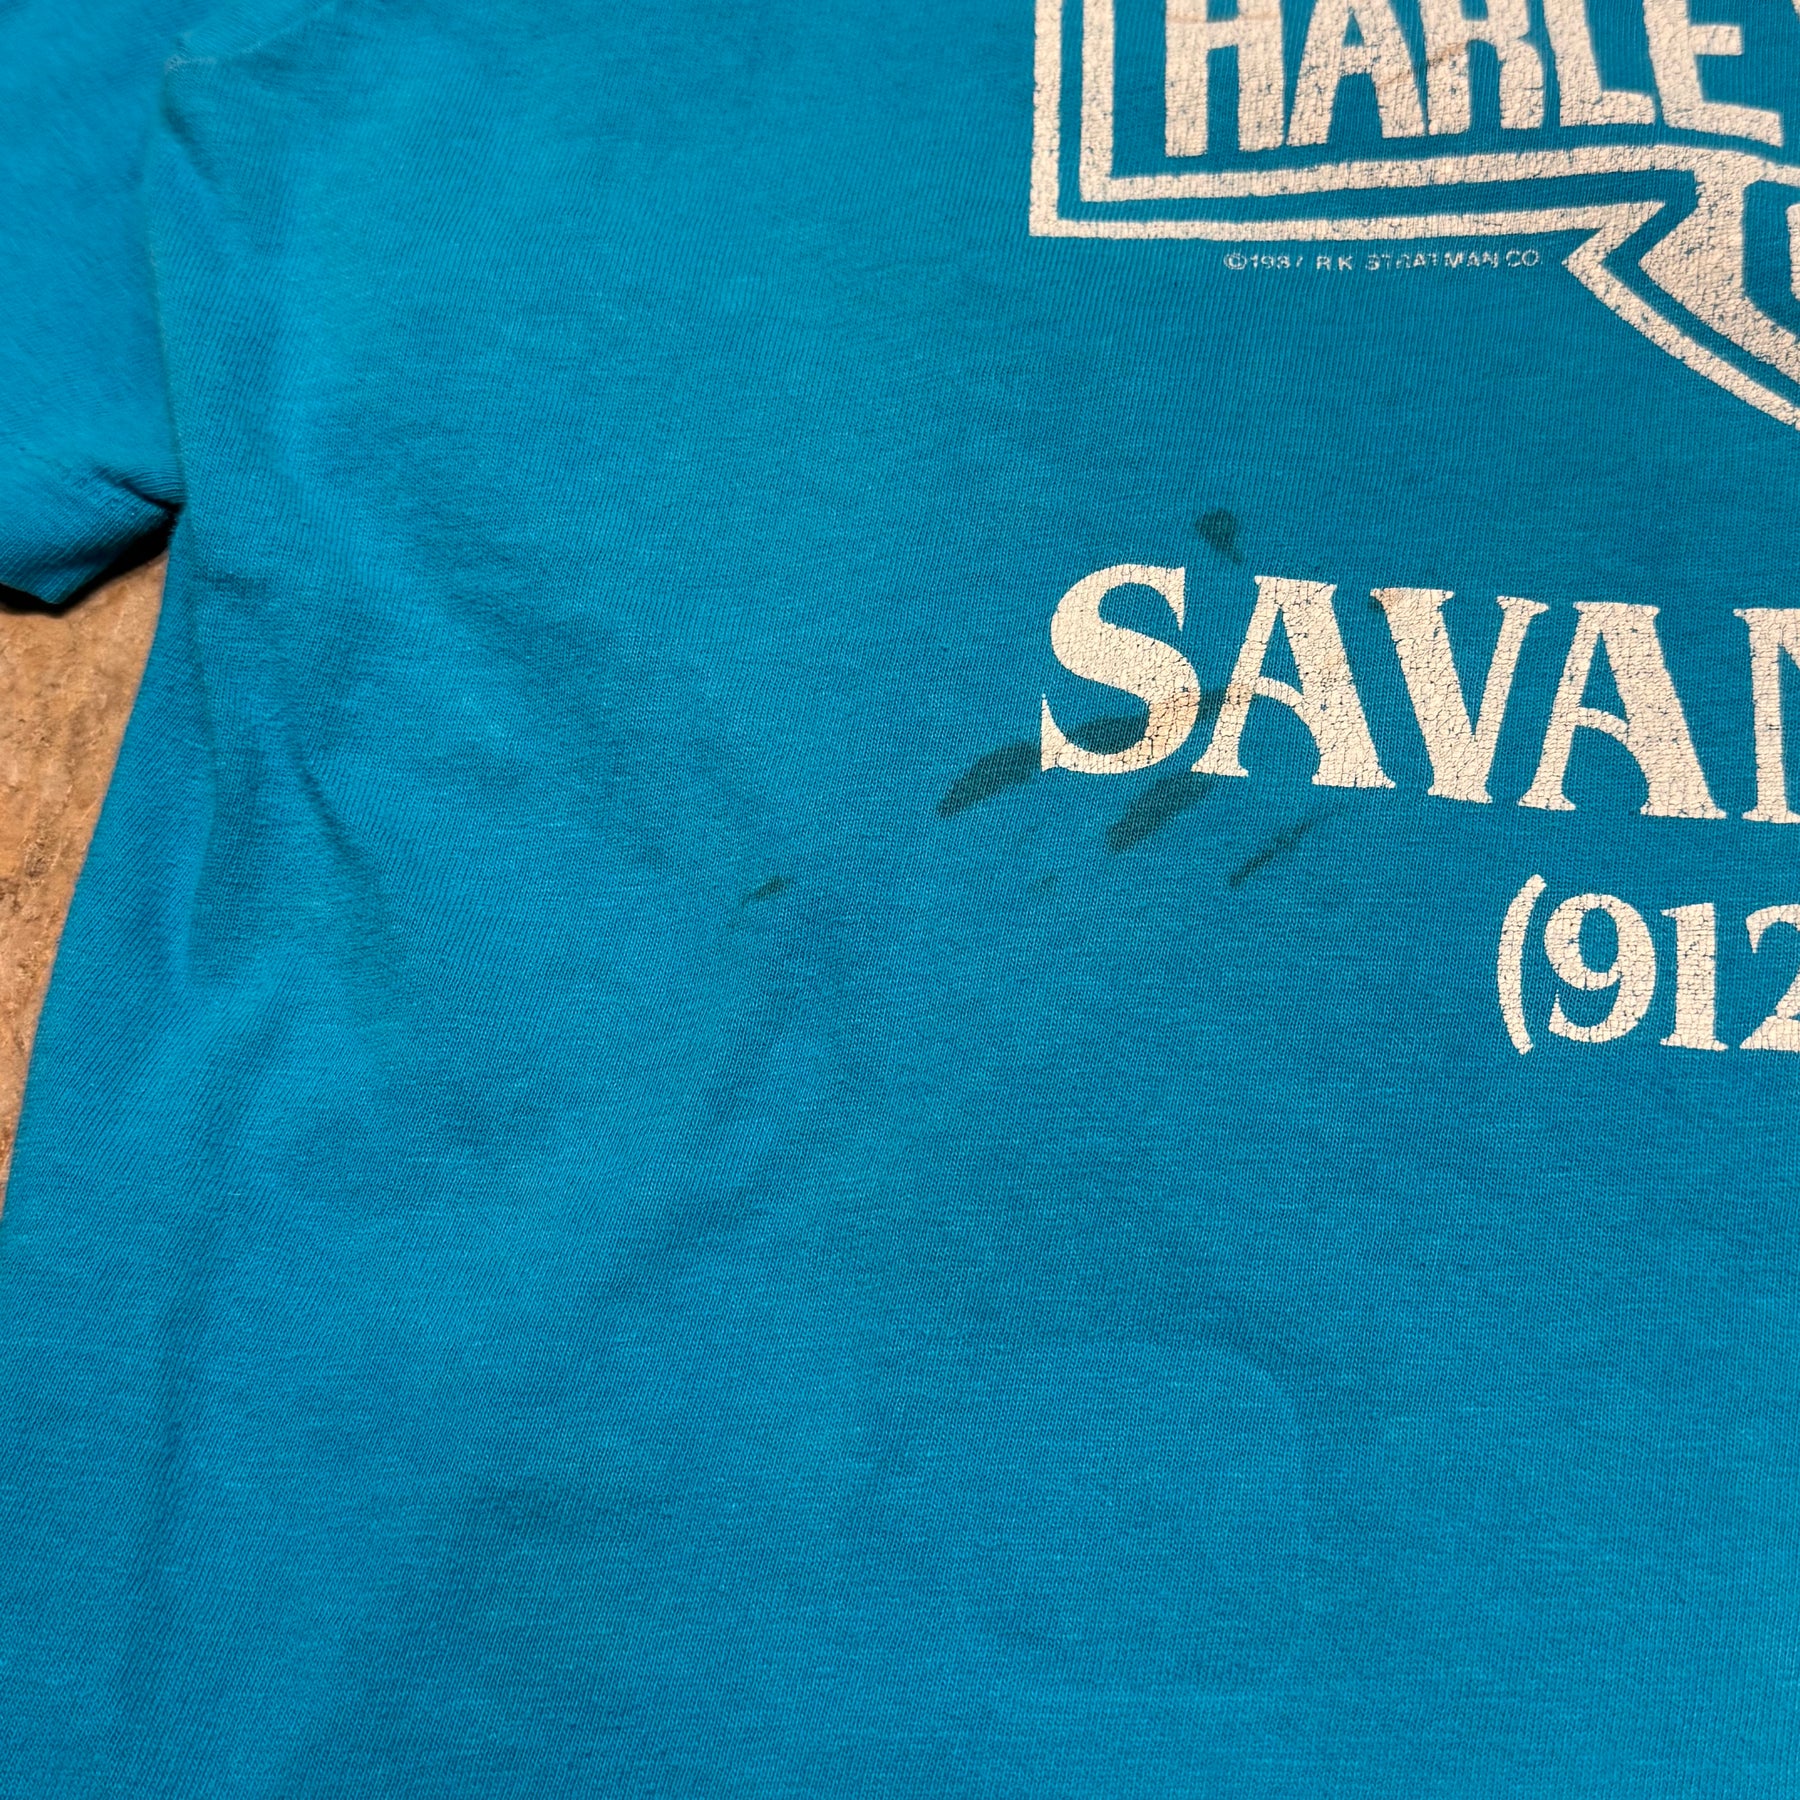 HARLE
©1987 R.K. STRATMAN CO.
SAVAN
(912